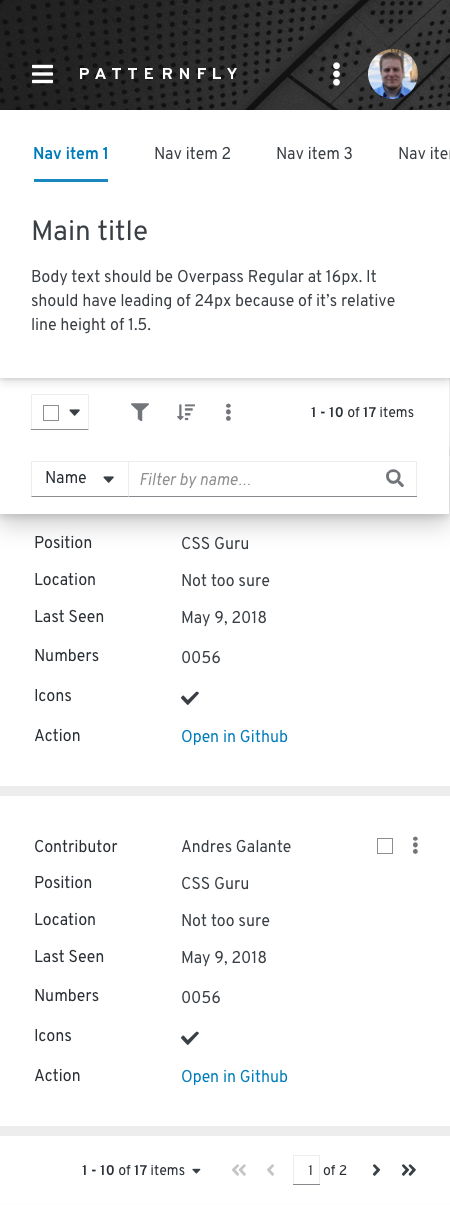 PATTERNFLY
Nav item 1 Nav item 2 Nav item 3 Nav ite
Main title
Body text should be Overpass Regular at 16px. It
should have leading of 24px because of it’s relative
line height of 1.5.
1 - 10 of 17 items
Name Filter by name...
Position CSS Guru
Location Not too sure
Last Seen May 9, 2018
Numbers 0056
Icons
Action Open in Github
Contributor Andres Galante
Position CSS Guru
Location Not too sure
Last Seen May 9, 2018
Numbers 0056
Icons
Action Open in Github
1 - 10 of 17 items 1 of 2